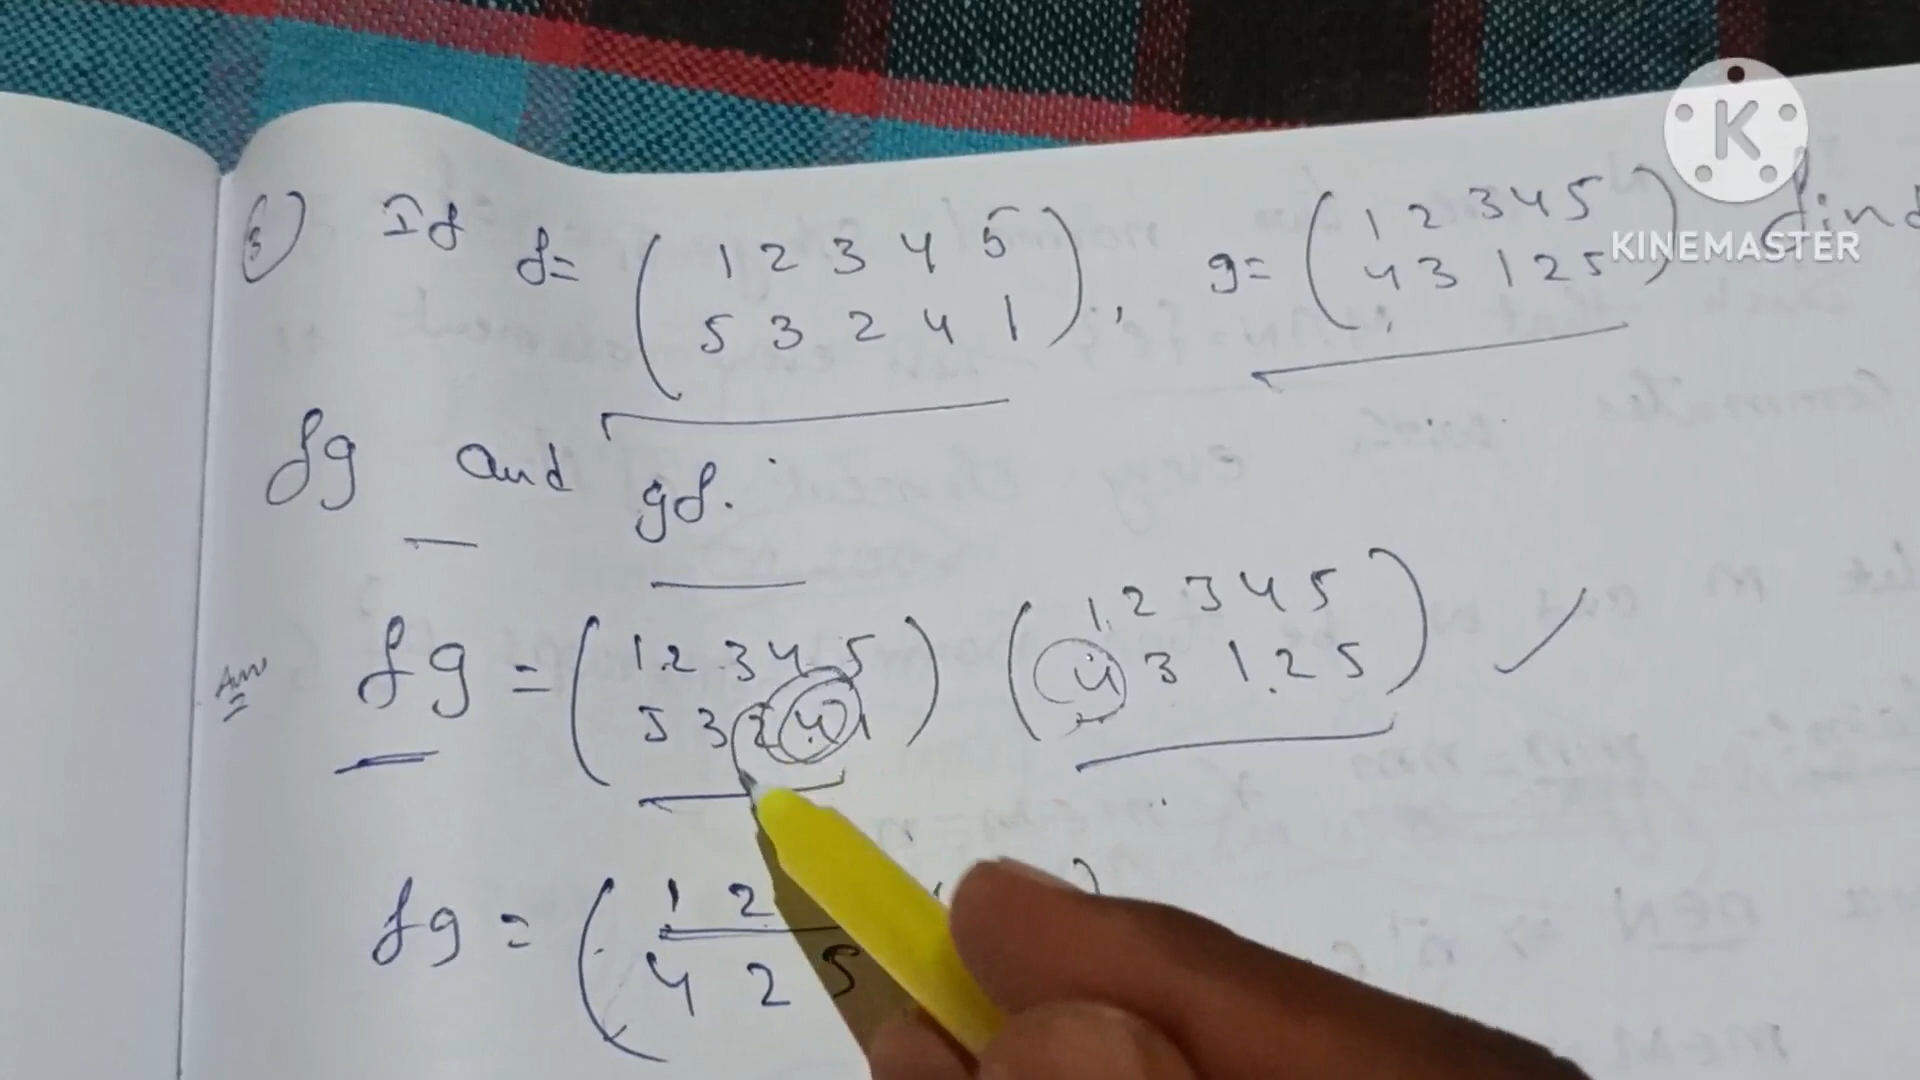 3) If f = ( 1 2 3 4 5 ), g = ( 1 2 3 4 5 ) find
5 3 2 4 1 4 3 1 2 5
fg and gf.
Ans fg = ( 1 2 3 4 5 ) ( 1 2 3 4 5 )
5 3 2 4 1 4 3 1 2 5
fg = ( 1 2 )
4 2 5
K
KINEMASTER